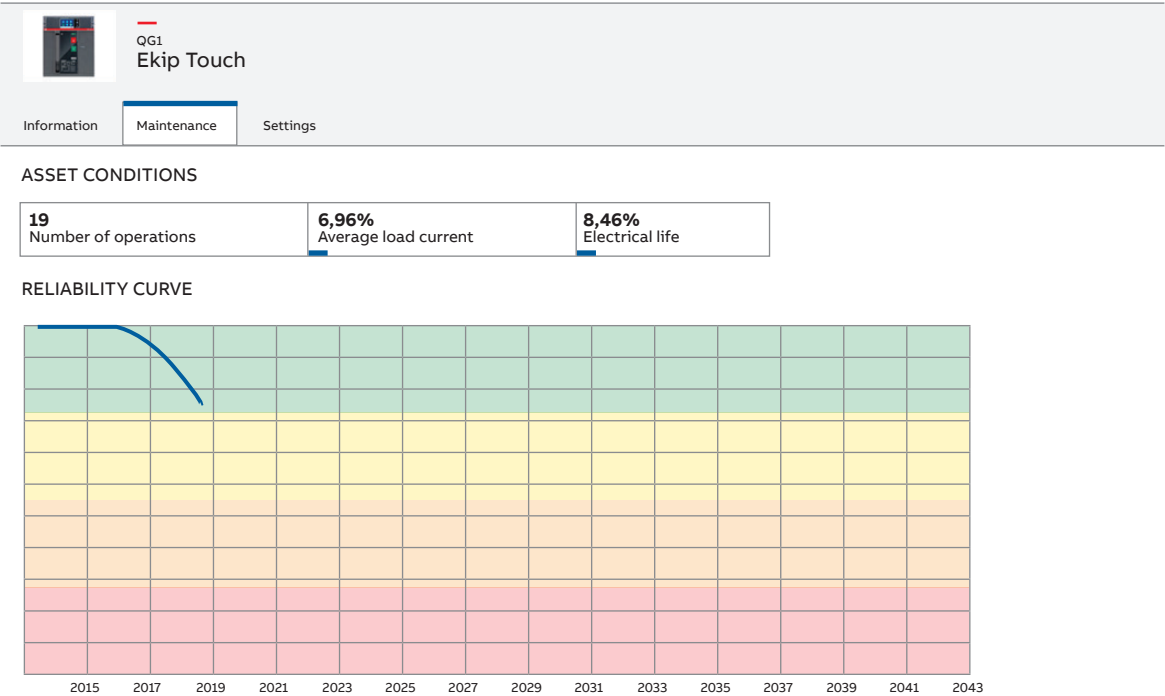 QG1
Ekip Touch
Information
Maintenance
Settings
ASSET CONDITIONS
19
Number of operations
6,96%
Average load current
8,46%
Electrical life
RELIABILITY CURVE
2015 2017 2019 2021 2023 2025 2027 2029 2031 2033 2035 2037 2039 2041 2043